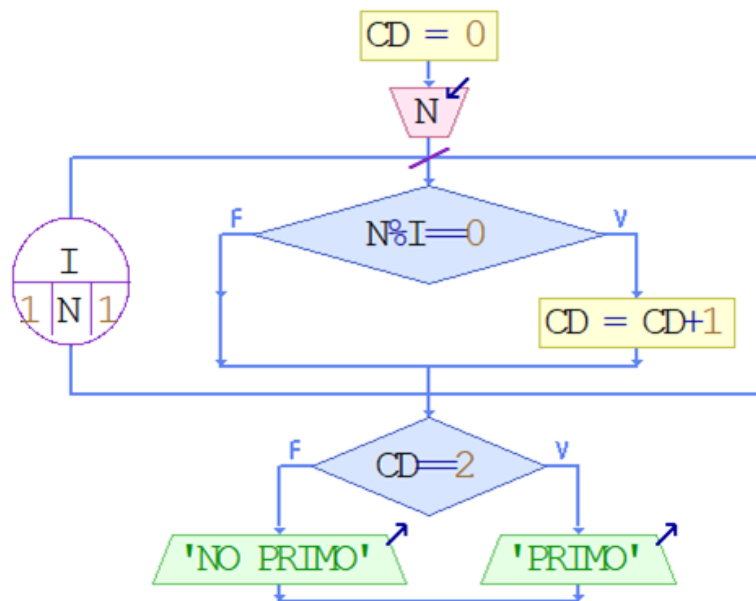 CD = 0
N
F
N%I==0
V
I
1 N 1
CD = CD+1
F
CD==2
V
'NO PRIMO'
'PRIMO'